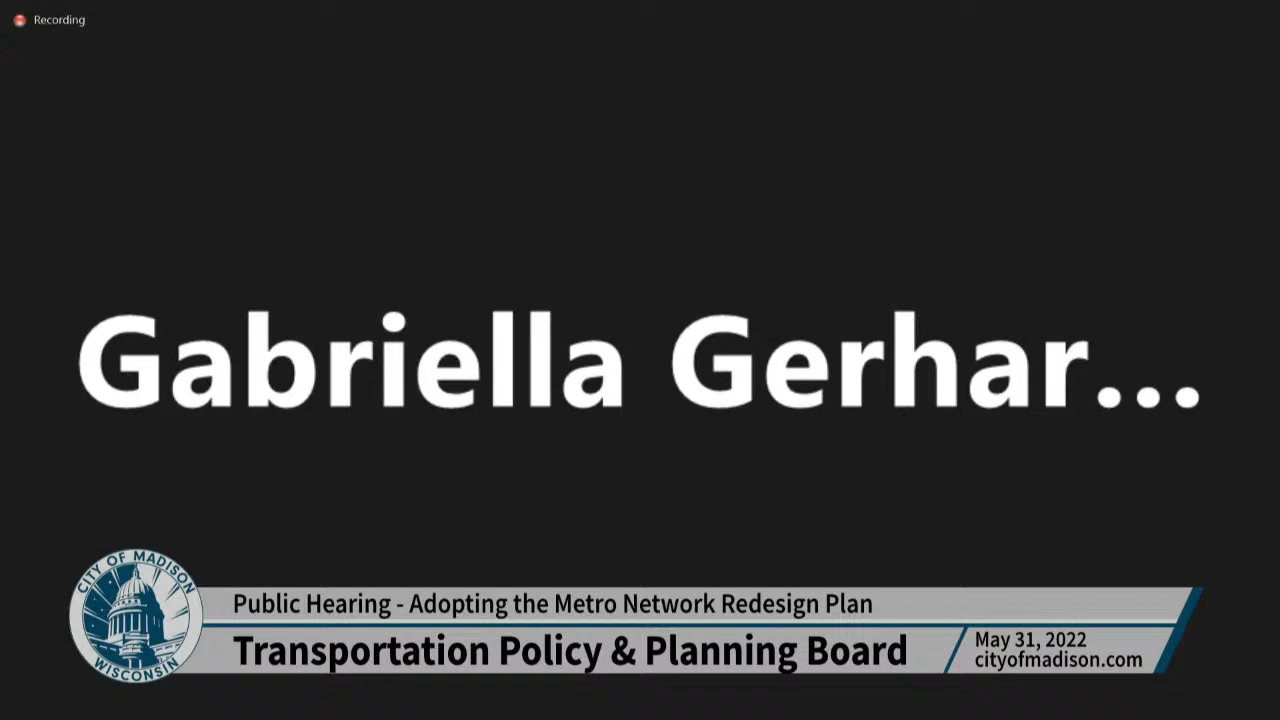 Recording
Gabriella Gerhar...
CITY OF MADISON
WISCONSIN
Public Hearing - Adopting the Metro Network Redesign Plan
Transportation Policy & Planning Board
May 31, 2022
cityofmadison.com